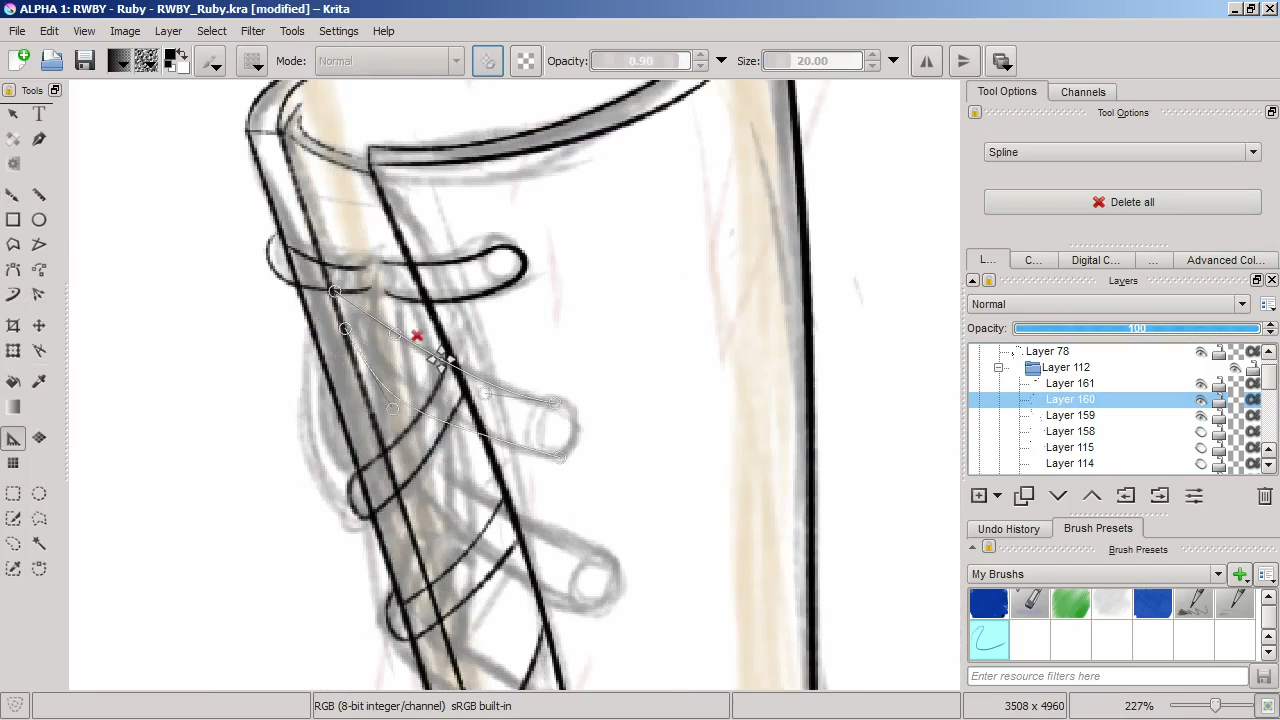 ALPHA 1: RWBY - Ruby - RWBY_Ruby.kra [modified] – Krita
File Edit View Image Layer Select Filter Tools Settings Help
Mode: Normal Opacity: 0.90 Size: 20.00
Tools
Tool Options Channels
Tool Options
Spline
Delete all
L... C... Digital C... ... Advanced Col...
Layers
Normal
Opacity: 100
Layer 78
Layer 112
Layer 161
Layer 160
Layer 159
Layer 158
Layer 115
Layer 114
Undo History Brush Presets
Brush Presets
My Brushes
Enter resource filters here
RGB (8-bit integer/channel) sRGB built-in 3508 x 4960 227%